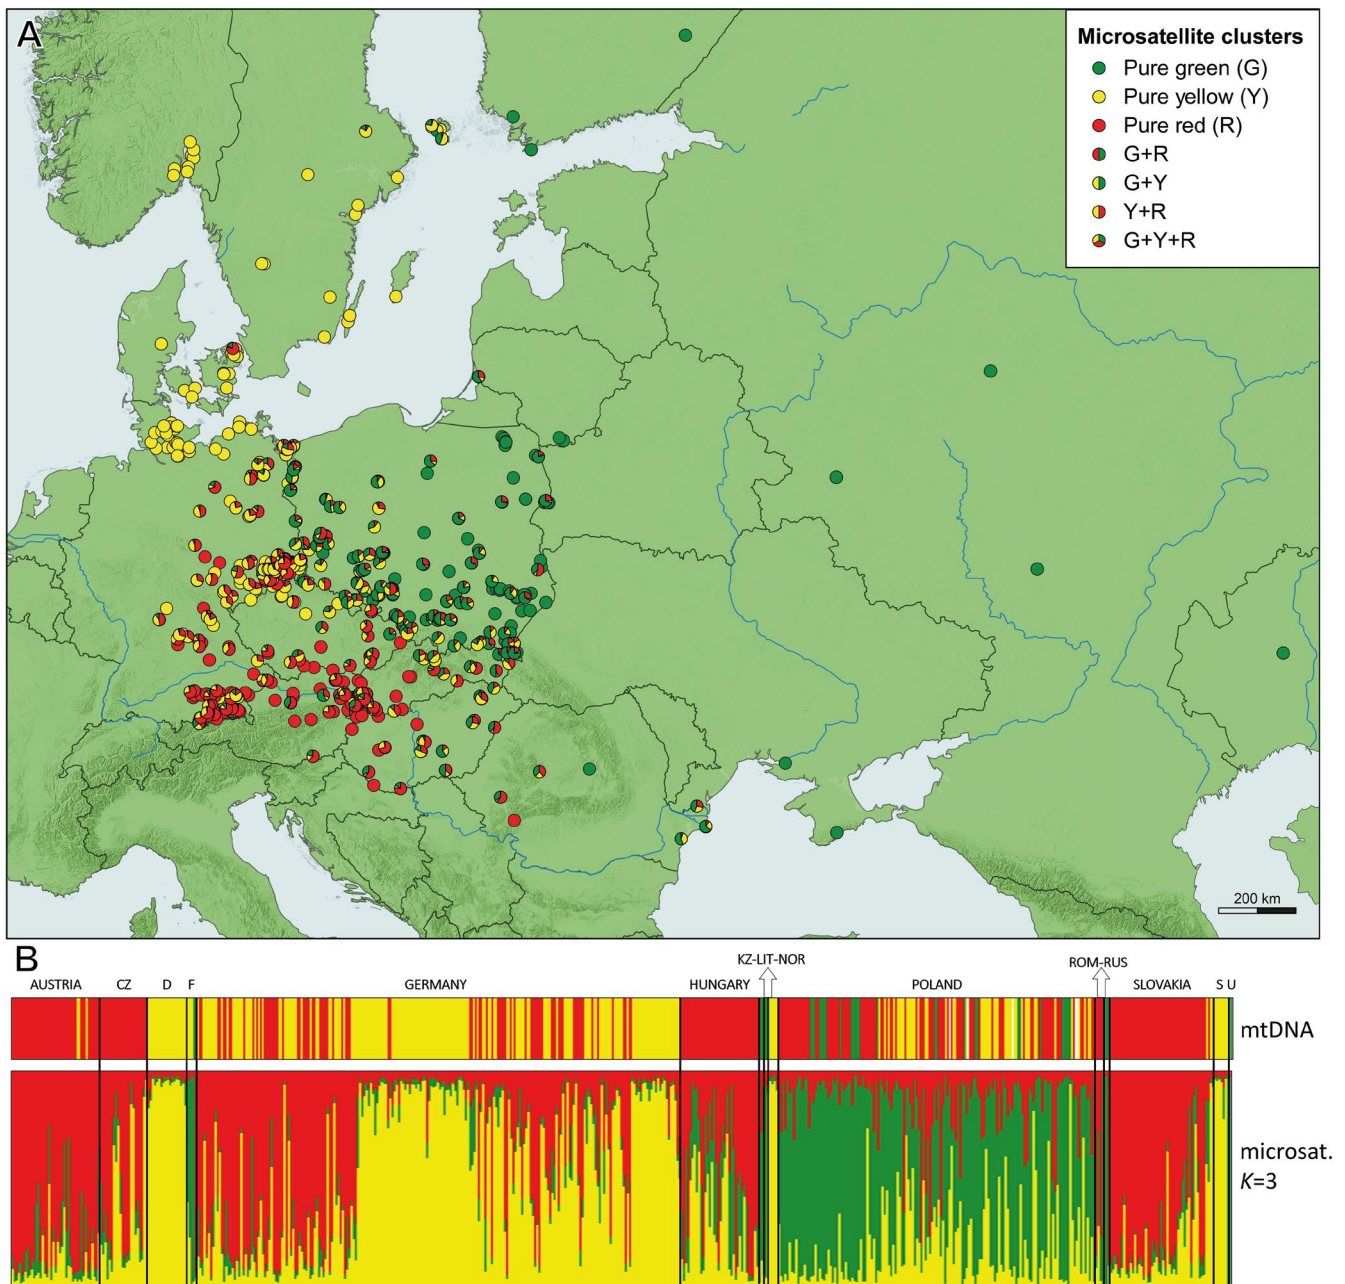 A
Microsatellite clusters
Pure green (G)
Pure yellow (Y)
Pure red (R)
G+R
G+Y
Y+R
G+Y+R
200 km
B
KZ-LIT-NOR
ROM-RUS
AUSTRIA CZ D F GERMANY HUNGARY POLAND SLOVAKIA S U
mtDNA
microsat.
K=3